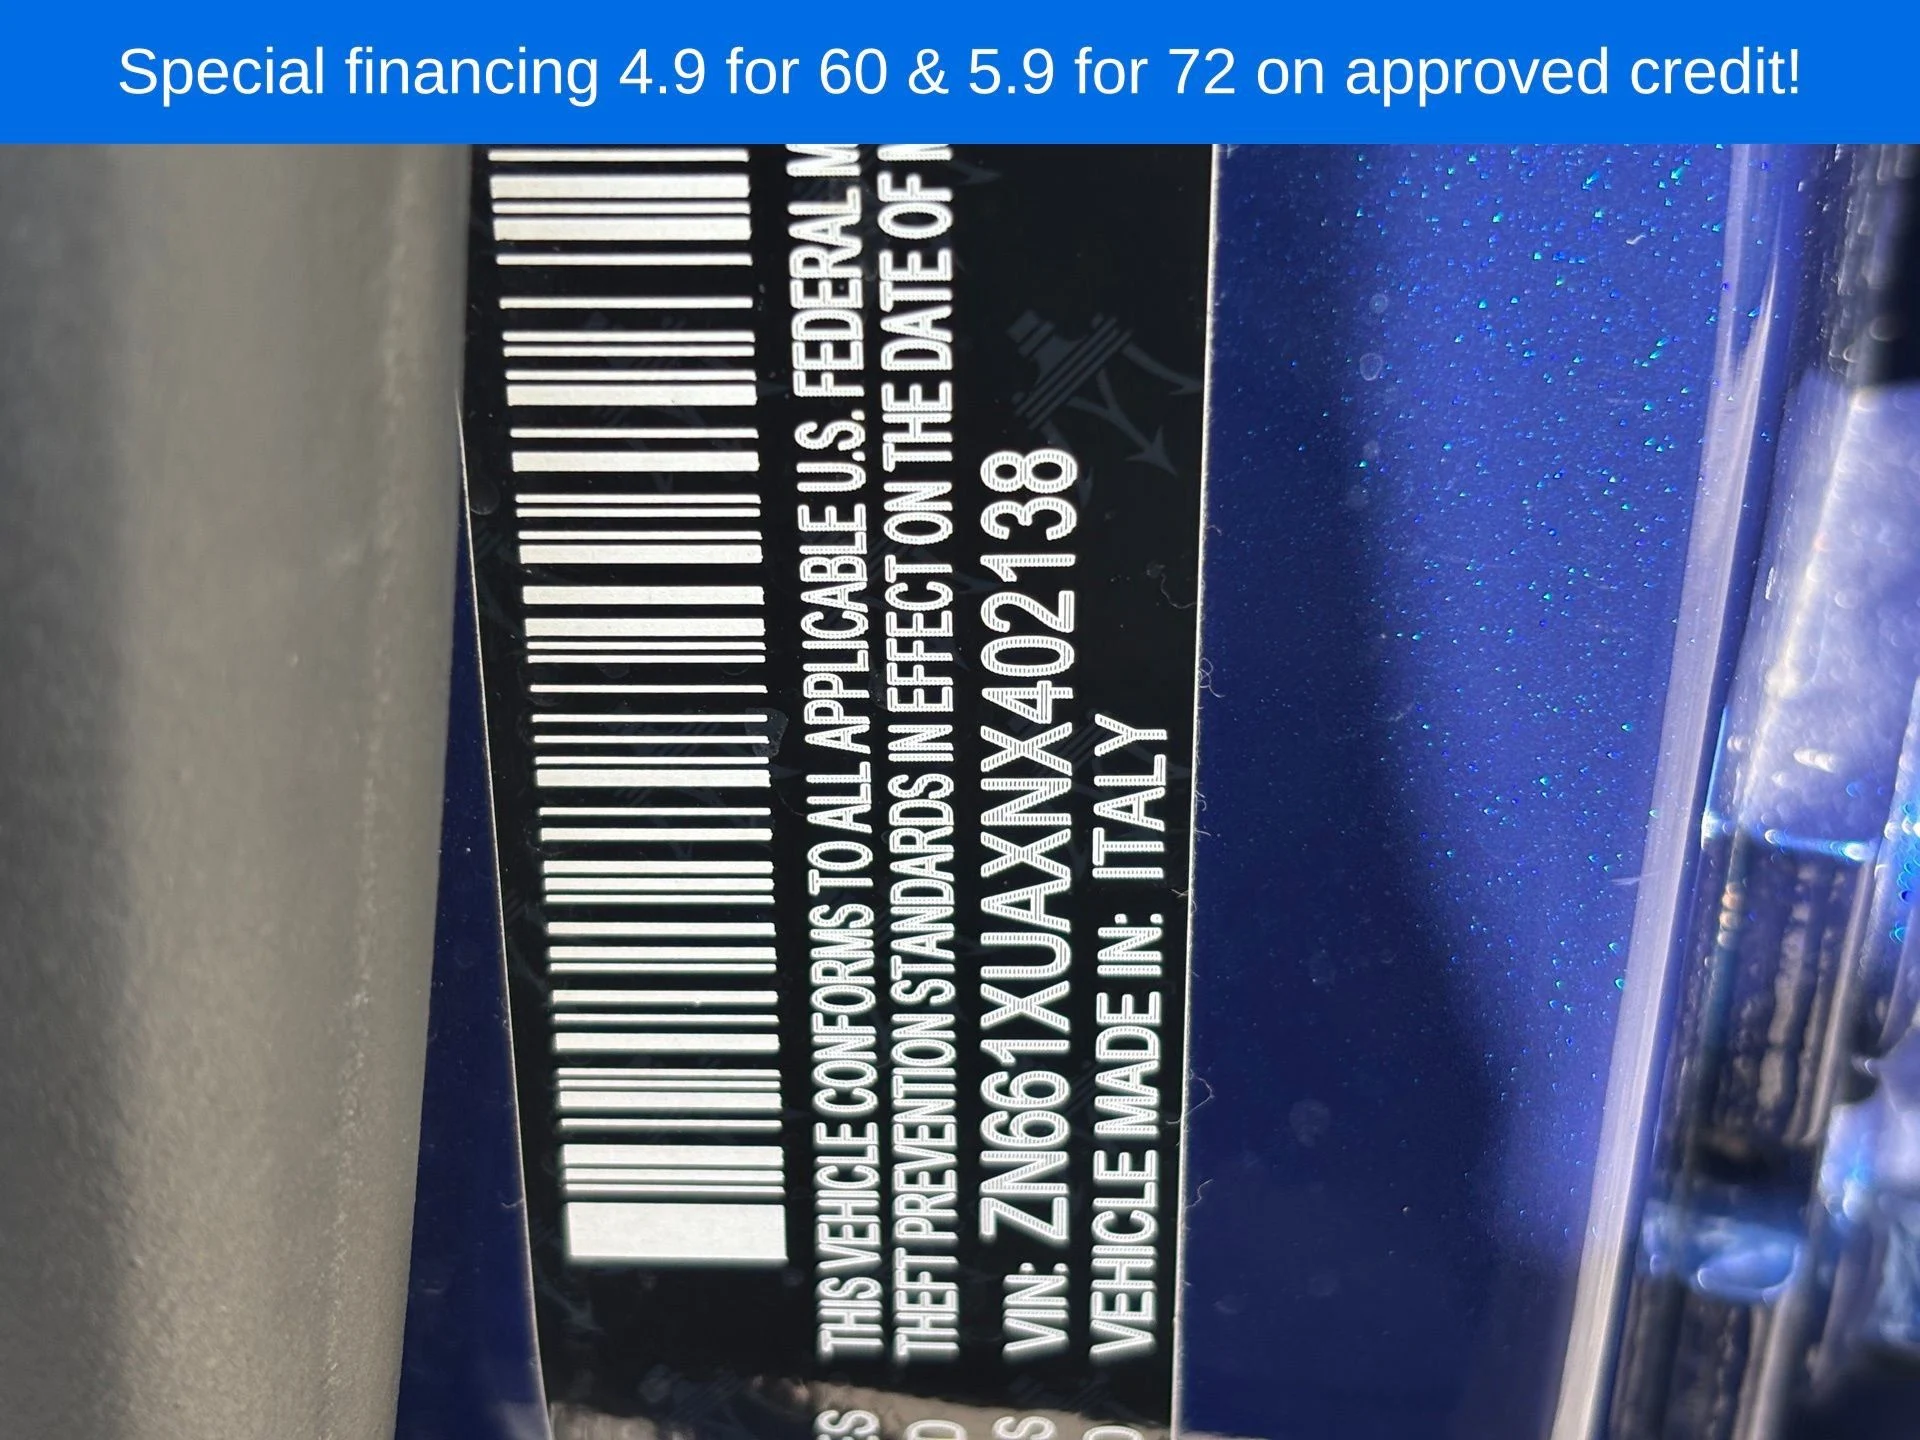 Special financing 4.9 for 60 & 5.9 for 72 on approved credit!
THIS VEHICLE CONFORMS TO ALL APPLICABLE U.S. FEDERAL
THEFT PREVENTION STANDARDS IN EFFECT ON THE DATE OF
VIN: ZN661XUAXNX402138
VEHICLE MADE IN: ITALY